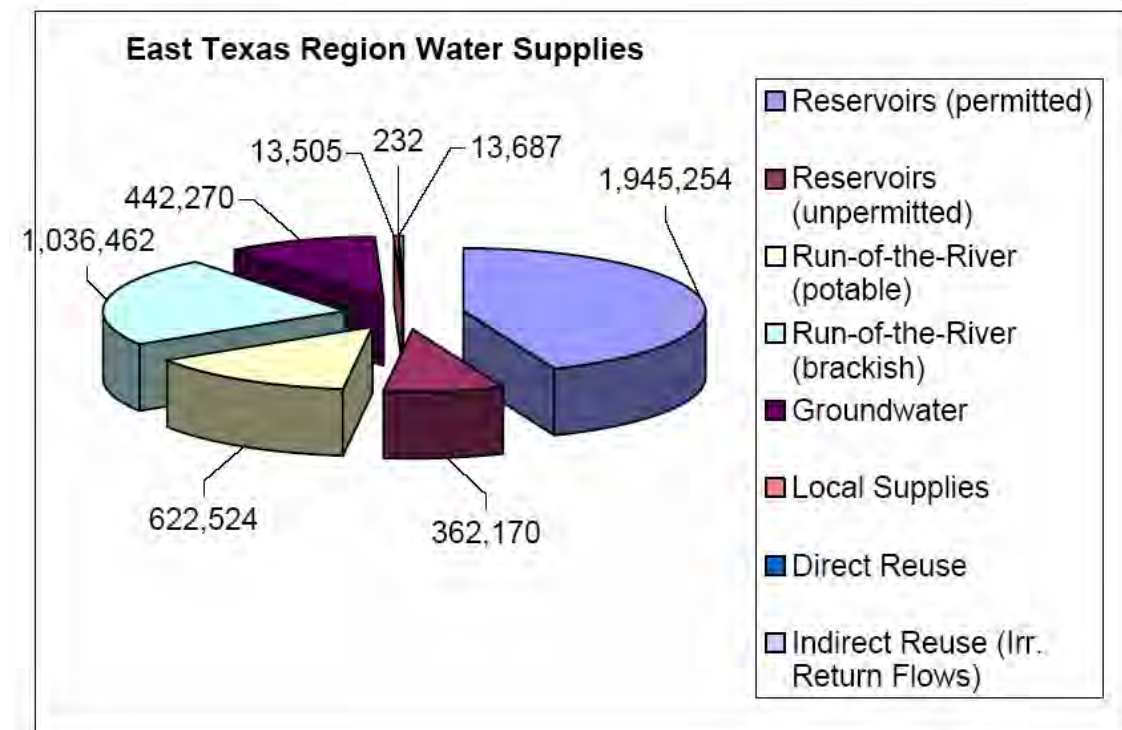 East Texas Region Water Supplies
13,505
232
13,687
442,270
1,945,254
1,036,462
622,524
362,170
Reservoirs (permitted)
Reservoirs
(unpermitted)
Run-of-the-River
(potable)
Run-of-the-River
(brackish)
Groundwater
Local Supplies
Direct Reuse
Indirect Reuse (Irr.
Return Flows)